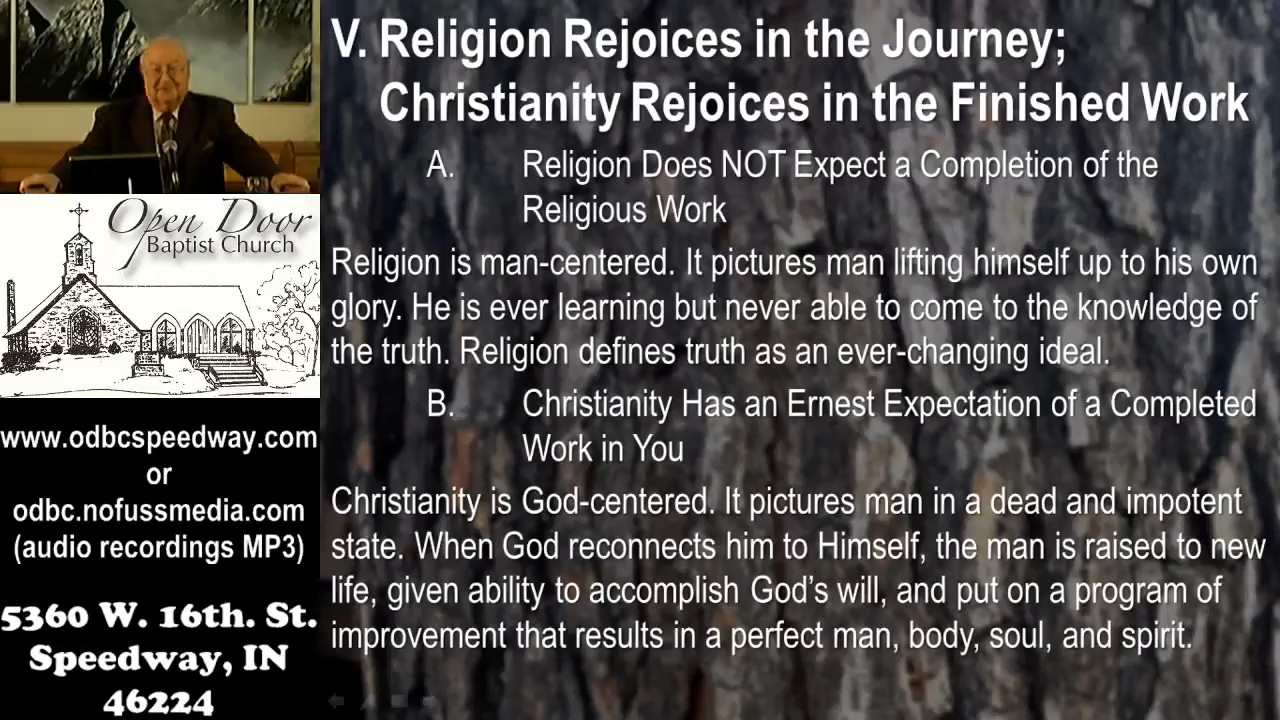 V. Religion Rejoices in the Journey;
Christianity Rejoices in the Finished Work
A. Religion Does NOT Expect a Completion of the
Religious Work
Religion is man-centered. It pictures man lifting himself up to his own
glory. He is ever learning but never able to come to the knowledge of
the truth. Religion defines truth as an ever-changing ideal.
B. Christianity Has an Ernest Expectation of a Completed
Work in You
Christianity is God-centered. It pictures man in a dead and impotent
state. When God reconnects him to Himself, the man is raised to new
life, given ability to accomplish God's will, and put on a program of
improvement that results in a perfect man, body, soul, and spirit.
Open Door
Baptist Church
www.odbcspeedway.com
or
odbc.nofussmedia.com
(audio recordings MP3)
5360 W. 16th. St.
Speedway, IN
46224